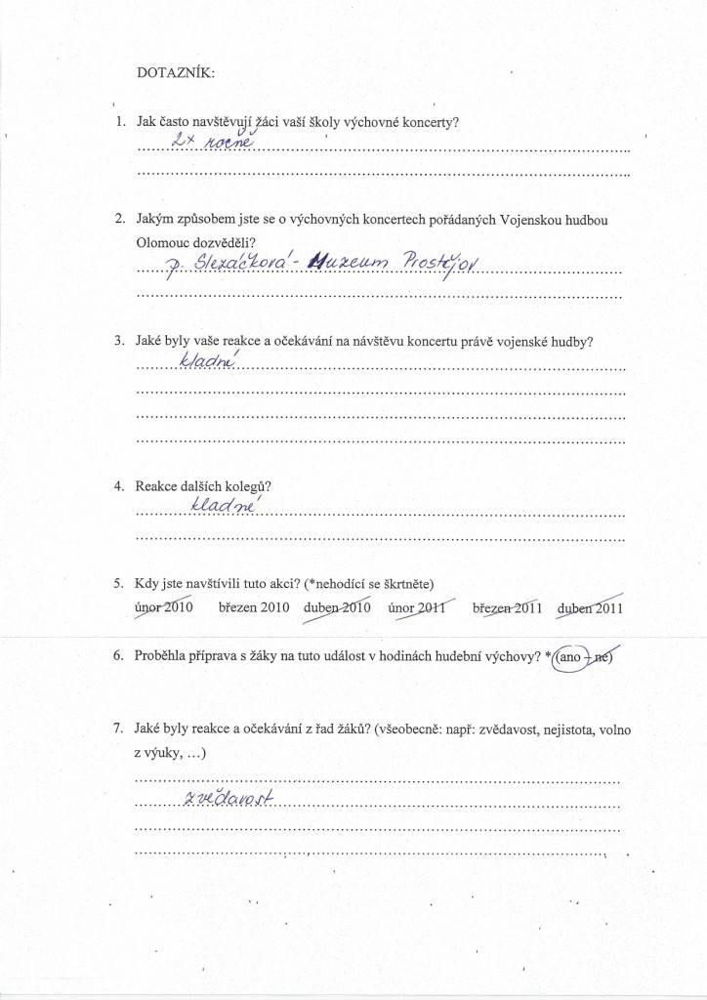 DOTAZNÍK:
1. Jak často navštěvují žáci vaší školy výchovné koncerty?
2x ročně
2. Jakým způsobem jste se o výchovných koncertech pořádaných Vojenskou hudbou
Olomouc dozvěděli?
p. Slezáčková - Muzeum Prostějov
3. Jaké byly vaše reakce a očekávání na návštěvu koncertu právě vojenské hudby?
kladné
4. Reakce dalších kolegů?
kladné
5. Kdy jste navštívili tuto akci? (*nehodící se škrtněte)
únor 2010 březen 2010 duben 2010 únor 2011 březen 2011 duben 2011
6. Proběhla příprava s žáky na tuto událost v hodinách hudební výchovy? *(ano – ne)
7. Jaké byly reakce a očekávání z řad žáků? (všeobecně: např: zvědavost, nejistota, volno
z výuky, …)
zvědavost